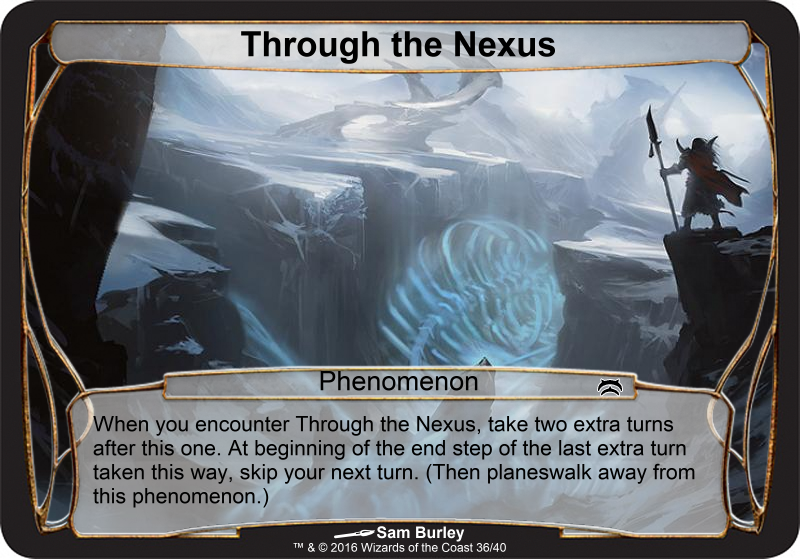 Through the Nexus
Phenomenon
When you encounter Through the Nexus, take two extra turns
after this one. At beginning of the end step of the last extra turn
taken this way, skip your next turn. (Then planeswalk away from
this phenomenon.)
Sam Burley
™ & © 2016 Wizards of the Coast 36/40